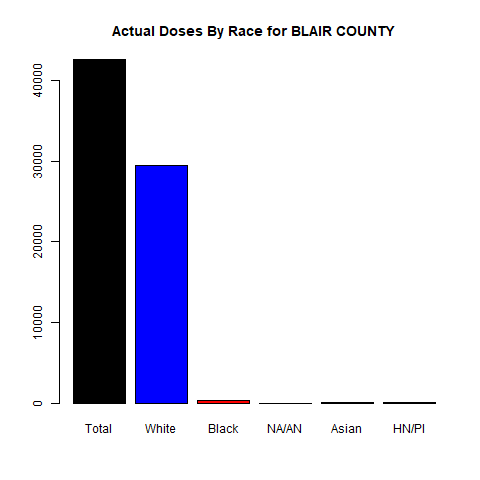 Actual Doses By Race for BLAIR COUNTY
40000
30000
20000
10000
0
Total White Black NA/AN Asian HN/PI